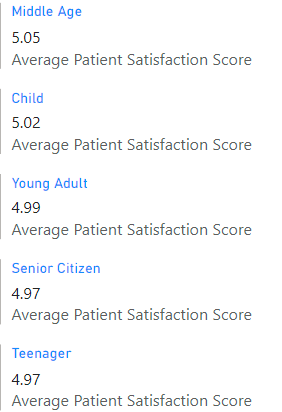 Middle Age
5.05
Average Patient Satisfaction Score
Child
5.02
Average Patient Satisfaction Score
Young Adult
4.99
Average Patient Satisfaction Score
Senior Citizen
4.97
Average Patient Satisfaction Score
Teenager
4.97
Average Patient Satisfaction Score